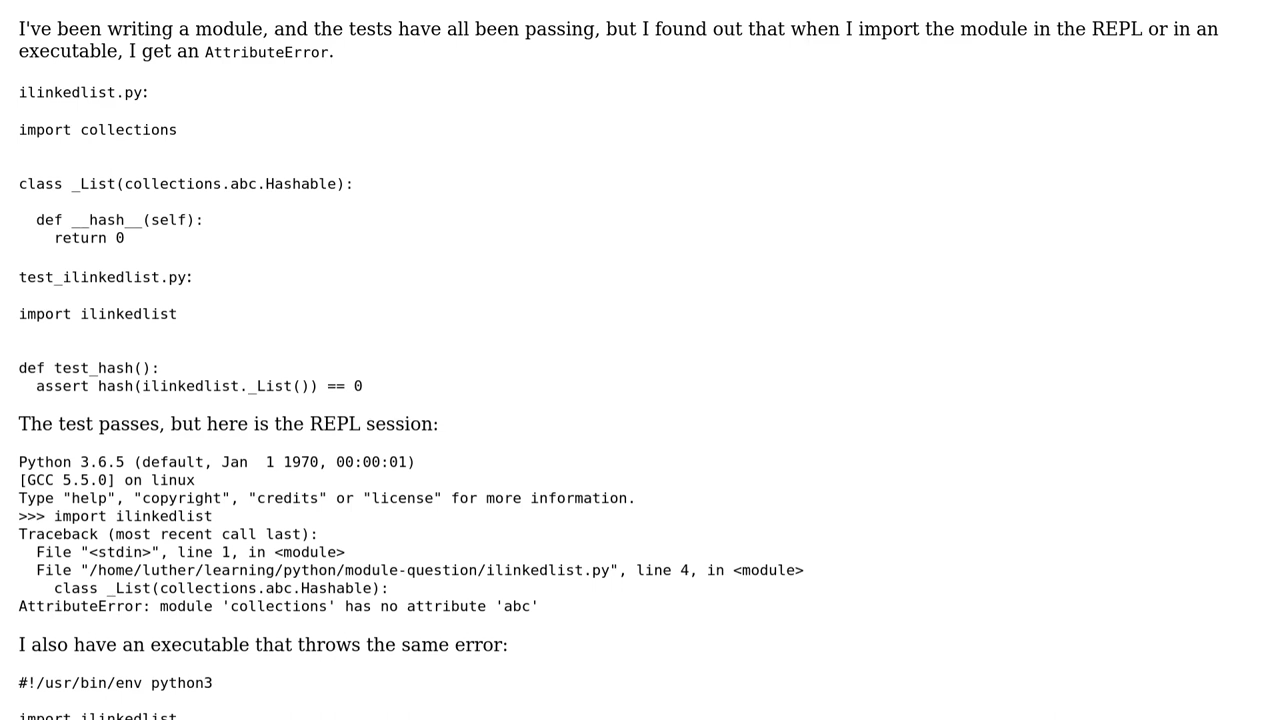 I've been writing a module, and the tests have all been passing, but I found out that when I import the module in the REPL or in an
executable, I get an AttributeError.
ilinkedlist.py:
import collections
class _List(collections.abc.Hashable):
  def __hash__(self):
    return 0
test_ilinkedlist.py:
import ilinkedlist
def test_hash():
  assert hash(ilinkedlist._List()) == 0
The test passes, but here is the REPL session:
Python 3.6.5 (default, Jan  1 1970, 00:00:01)
[GCC 5.5.0] on linux
Type "help", "copyright", "credits" or "license" for more information.
>>> import ilinkedlist
Traceback (most recent call last):
  File "<stdin>", line 1, in <module>
  File "/home/luther/learning/python/module-question/ilinkedlist.py", line 4, in <module>
    class _List(collections.abc.Hashable):
AttributeError: module 'collections' has no attribute 'abc'
I also have an executable that throws the same error:
#!/usr/bin/env python3
import ilinkedlist